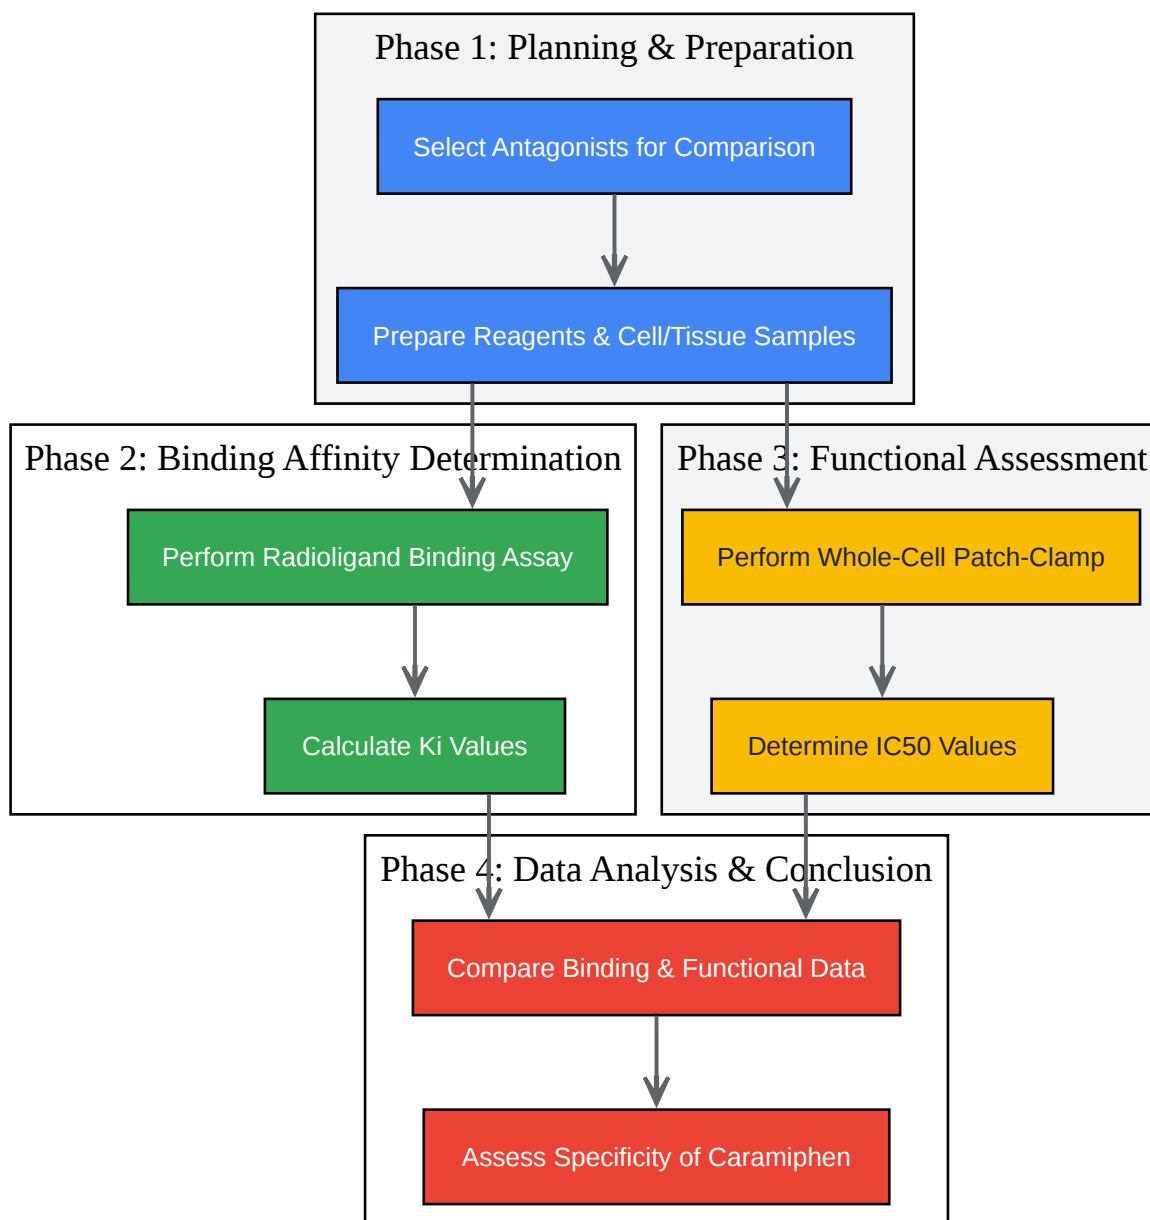 Phase 1: Planning & Preparation
Select Antagonists for Comparison
Prepare Reagents & Cell/Tissue Samples
Phase 2: Binding Affinity Determination
Perform Radioligand Binding Assay
Calculate Ki Values
Phase 3: Functional Assessment
Perform Whole-Cell Patch-Clamp
Determine IC50 Values
Phase 4: Data Analysis & Conclusion
Compare Binding & Functional Data
Assess Specificity of Caramiphen